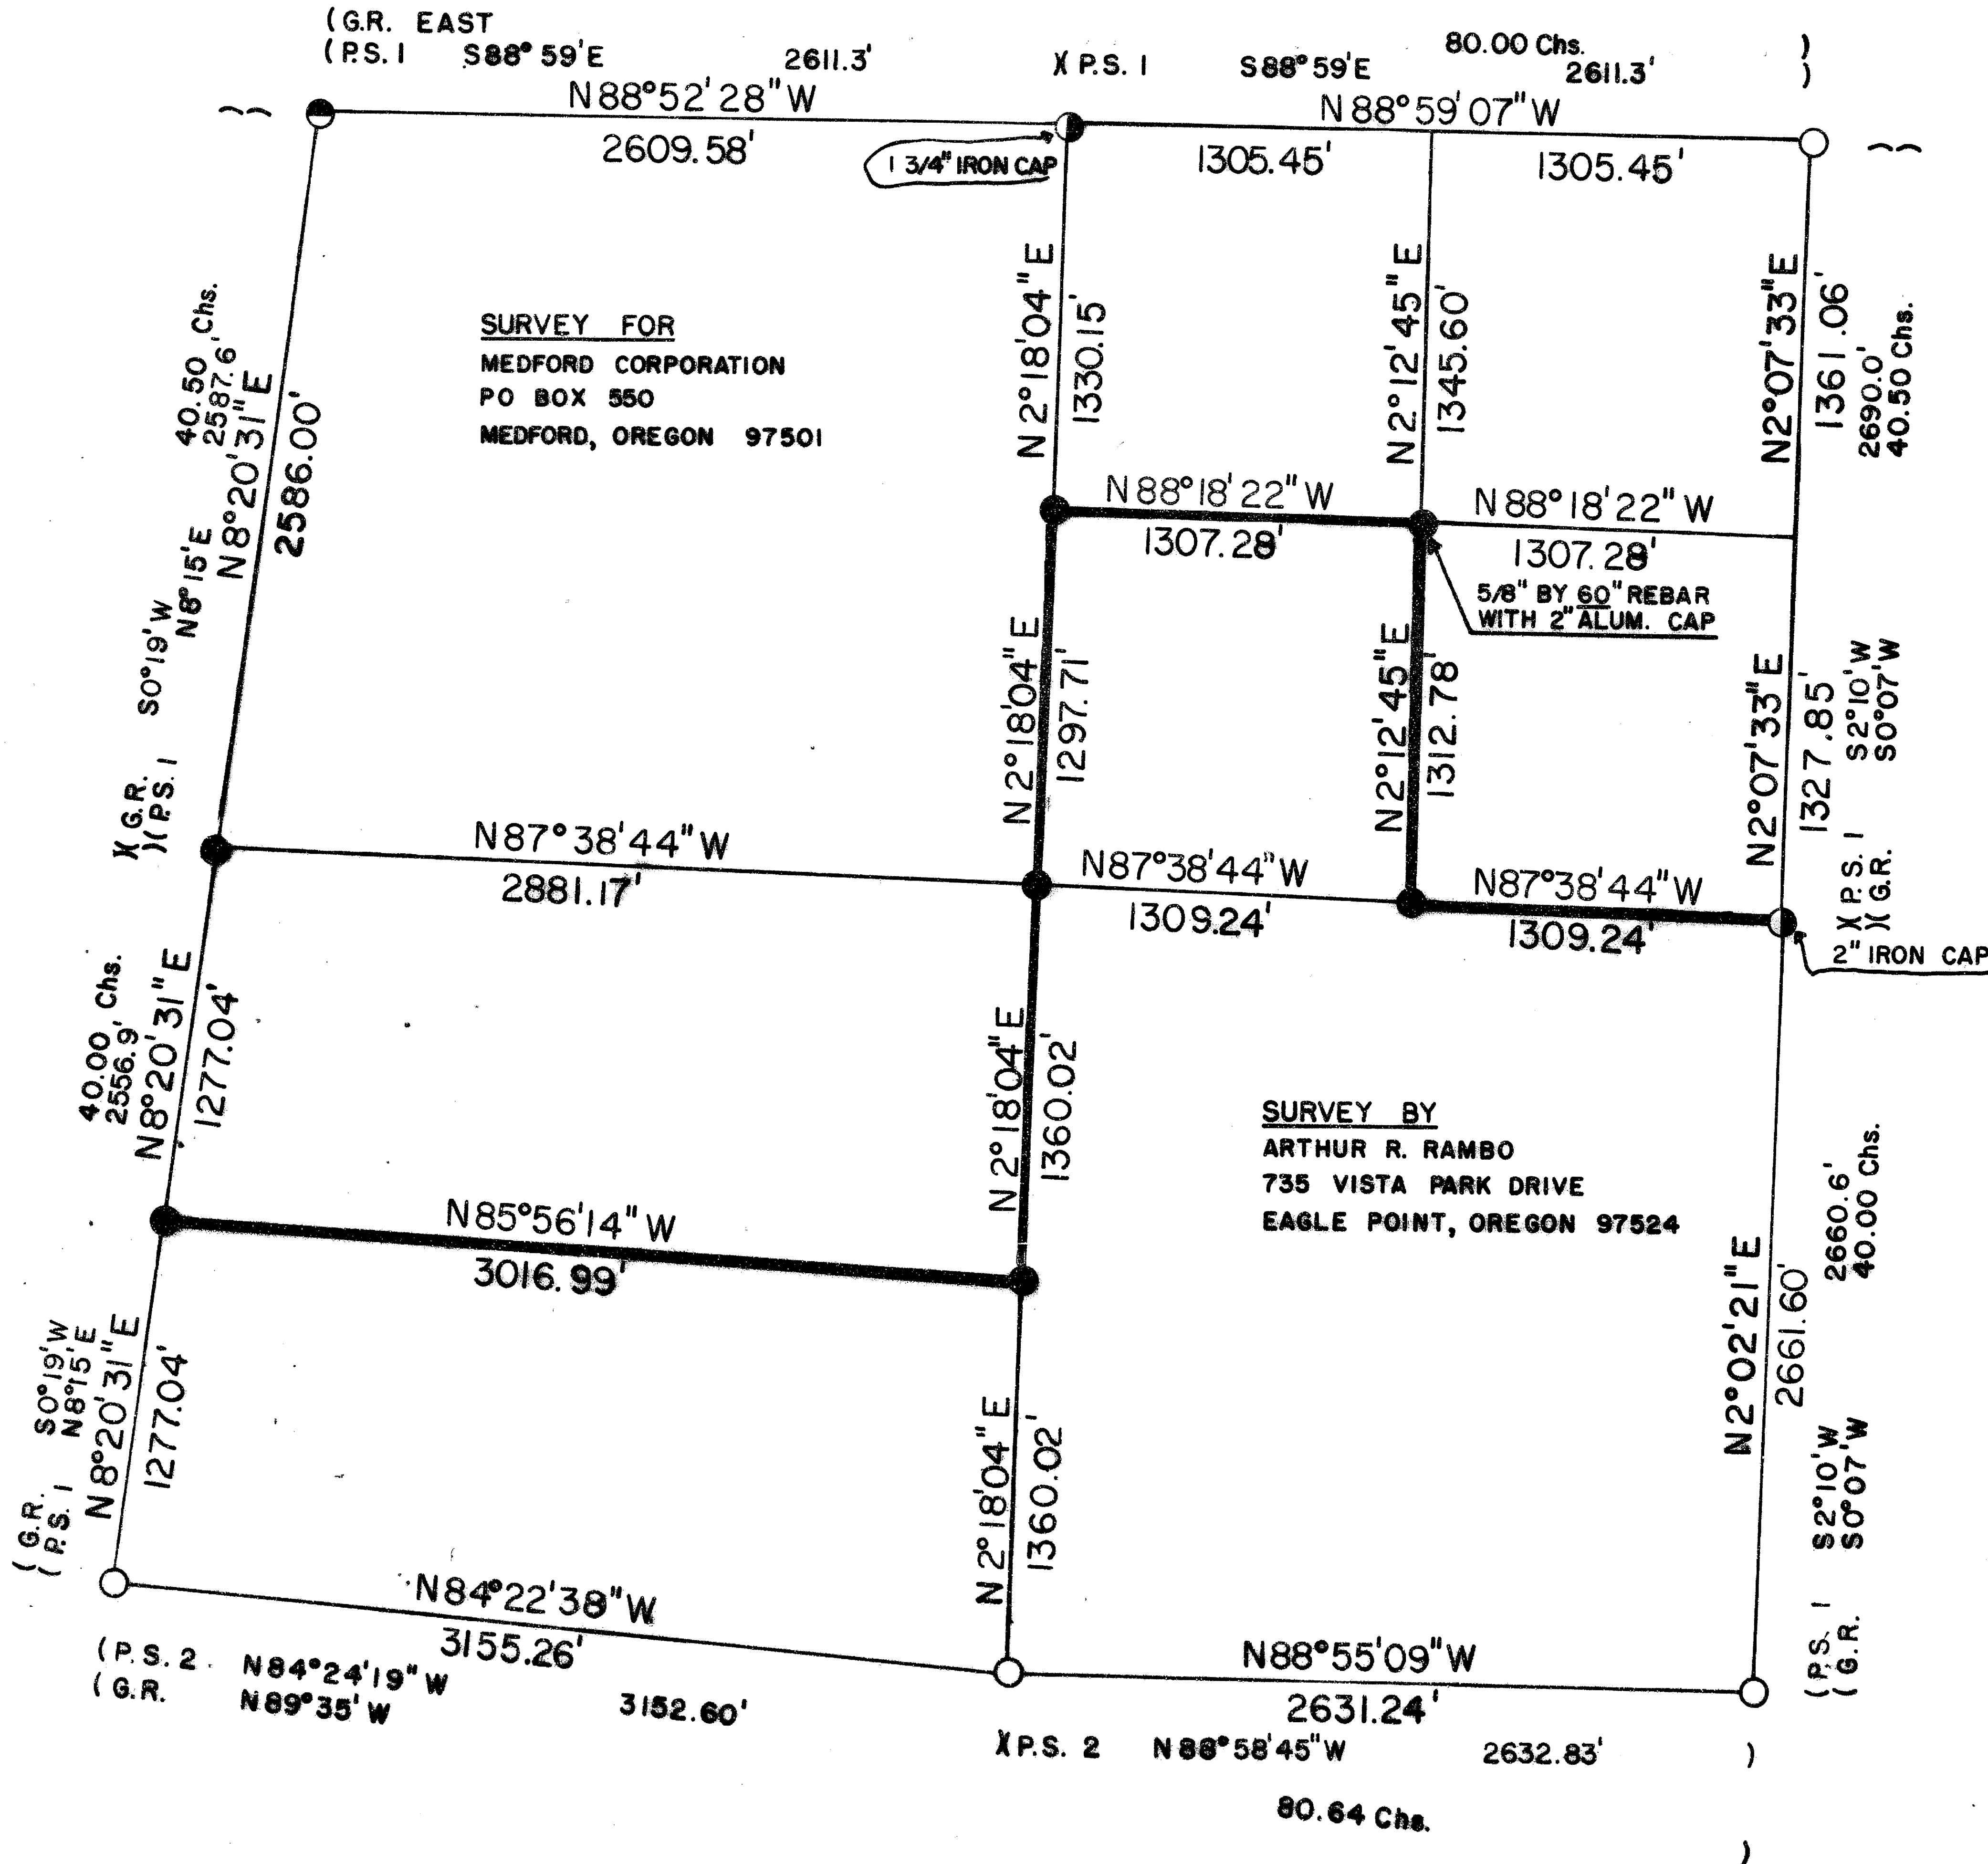 (G.R. EAST 80.00 Chs. )
(P.S. 1 S88°59'E 2611.3' )( P.S. 1 S88°59'E 2611.3' )
N88°52'28"W
2609.58'
N88°59'07"W
1305.45'
1305.45'
) )
) )
1 3/4" IRON CAP
40.50 Chs.
2587.6'
N8°20'31"E
2586.00'
SURVEY FOR
MEDFORD CORPORATION
PO BOX 550
MEDFORD, OREGON 97501
N2°18'04"E
1330.15'
N2°12'45"E
1345.60'
N2°07'33"E
1361.06'
2690.0'
40.50 Chs.
N88°18'22"W
1307.28'
N88°18'22"W
1307.28'
5/8" BY 60" REBAR
WITH 2" ALUM. CAP
)( G.R. S0°19'W
)( P.S. 1 N8°15'E
N2°18'04"E
1297.71'
N2°12'45"E
1312.78'
N2°07'33"E
1327.85'
)( P.S. 1 S2°10'W
)( G.R. S0°07'W
N87°38'44"W
2881.17'
N87°38'44"W
1309.24'
N87°38'44"W
1309.24'
2" IRON CAP
40.00 Chs.
2556.9'
N8°20'31"E
1277.04'
N2°18'04"E
1360.02'
SURVEY BY
ARTHUR R. RAMBO
735 VISTA PARK DRIVE
EAGLE POINT, OREGON 97524
2660.6'
40.00 Chs.
N85°56'14"W
3016.99'
N2°02'21"E
2661.60'
(G.R. S0°19'W
(P.S. 1 N8°15'E
N8°20'31"E
1277.04'
N2°18'04"E
1360.02'
(P.S. 1 S2°10'W
(G.R. S0°07'W
N84°22'38"W
3155.26'
N88°55'09"W
2631.24'
(P.S. 2 N84°24'19"W 3152.60'
(G.R. N89°35'W
)( P.S. 2 N88°58'45"W 2632.83' )
80.64 Chs. )